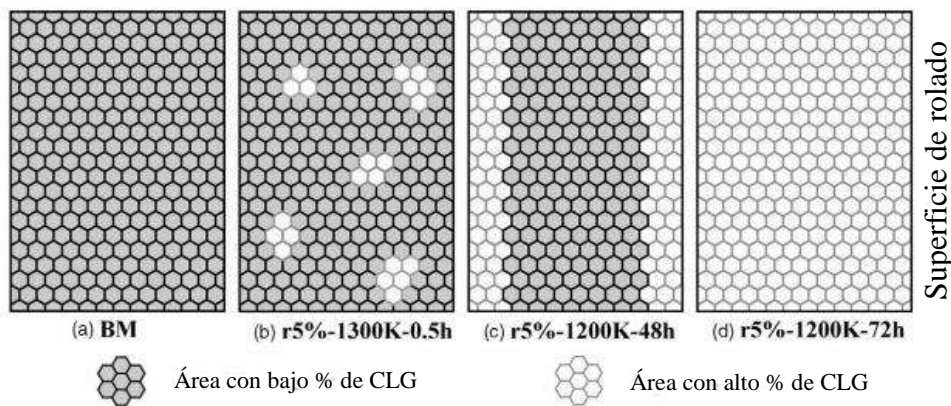 Superficie de rolado
(a) BM
(b) r5%-1300K-0.5h
(c) r5%-1200K-48h
(d) r5%-1200K-72h
Área con bajo % de CLG
Área con alto % de CLG